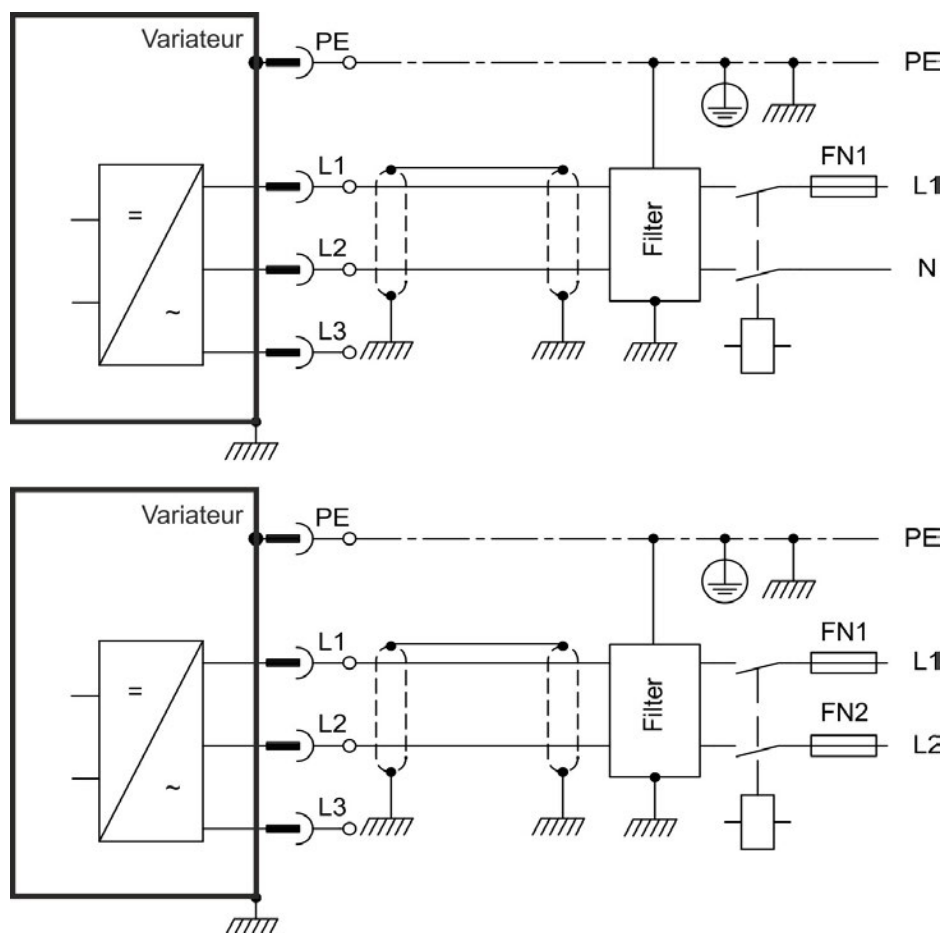 Variateur
PE
PE
FN1
L1
L1
=
Filter
L2
N
~
L3
Variateur
PE
PE
FN1
L1
L1
=
Filter
FN2
L2
L2
~
L3